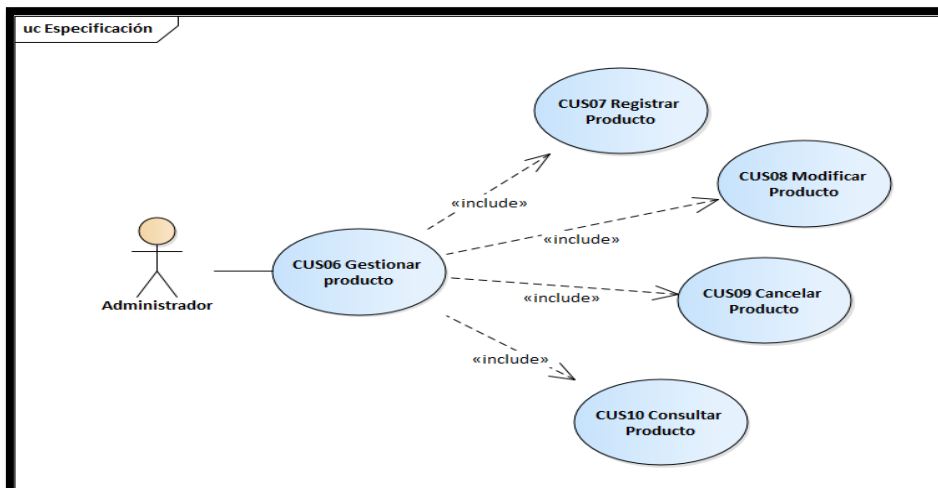 uc Especificación
CUS07 Registrar
Producto
CUS08 Modificar
Producto
«include»
«include»
CUS06 Gestionar
producto
Administrador
«include»
CUS09 Cancelar
Producto
«include»
CUS10 Consultar
Producto